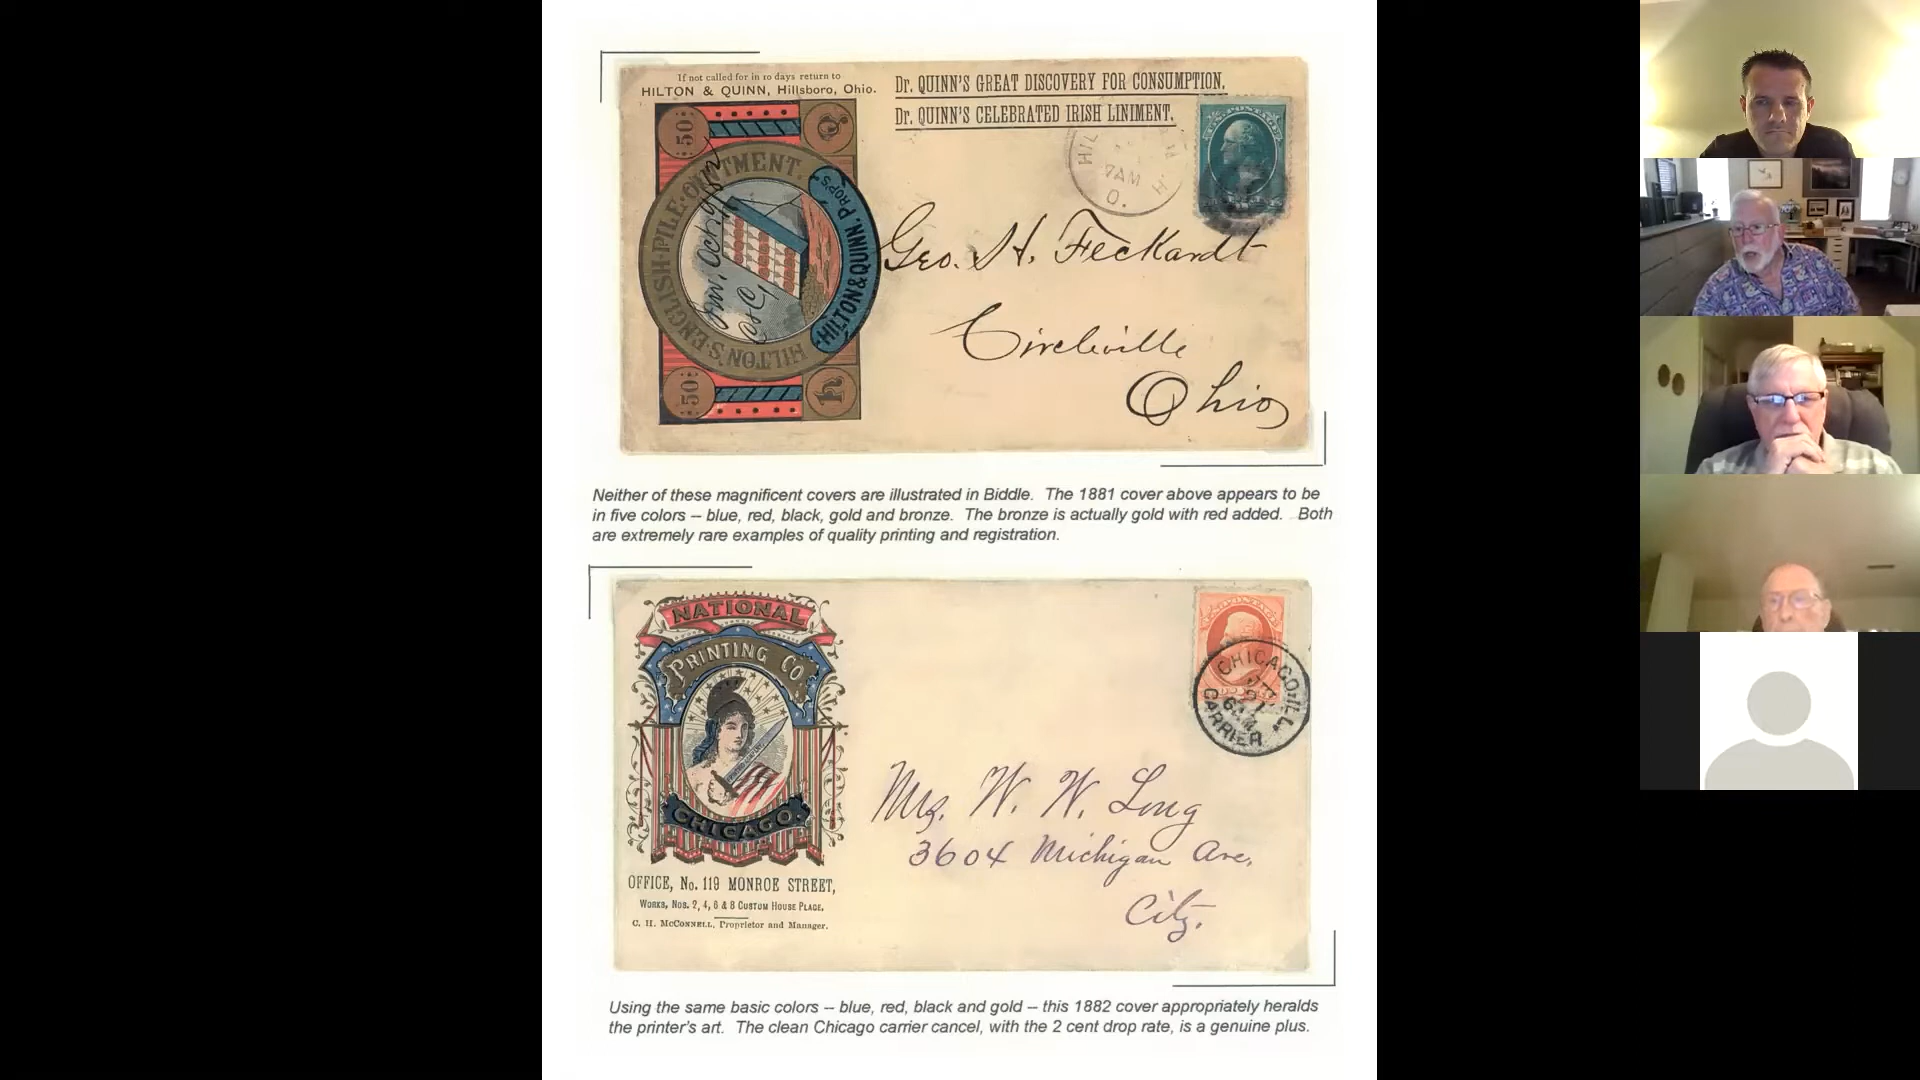 If not called for in 10 days return to
HILTON & QUINN, Hillsboro, Ohio.
Dr. QUINN'S GREAT DISCOVERY FOR CONSUMPTION.
Dr. QUINN'S CELEBRATED IRISH LINIMENT.
50
Q.
HILTON'S·ENGLISH·PILE·OINTMENT.
HILTON&QUINN, PROP'S.
50
H
HIL
7AM
O.
Geo. H. Feckardt
Circleville
Ohio
Neither of these magnificent covers are illustrated in Biddle. The 1881 cover above appears to be
in five colors -- blue, red, black, gold and bronze. The bronze is actually gold with red added. Both
are extremely rare examples of quality printing and registration.
NATIONAL
PRINTING CO.
CHICAGO.
OFFICE, No. 119 MONROE STREET,
WORKS, NOS. 2, 4, 6 & 8 CUSTOM HOUSE PLACE.
C. H. MCCONNELL, Proprietor and Manager.
CHICAGO, ILL.
6AM
CARRIER
Mrs. W. W. Long
3604 Michigan Ave,
City.
Using the same basic colors -- blue, red, black and gold -- this 1882 cover appropriately heralds
the printer's art. The clean Chicago carrier cancel, with the 2 cent drop rate, is a genuine plus.